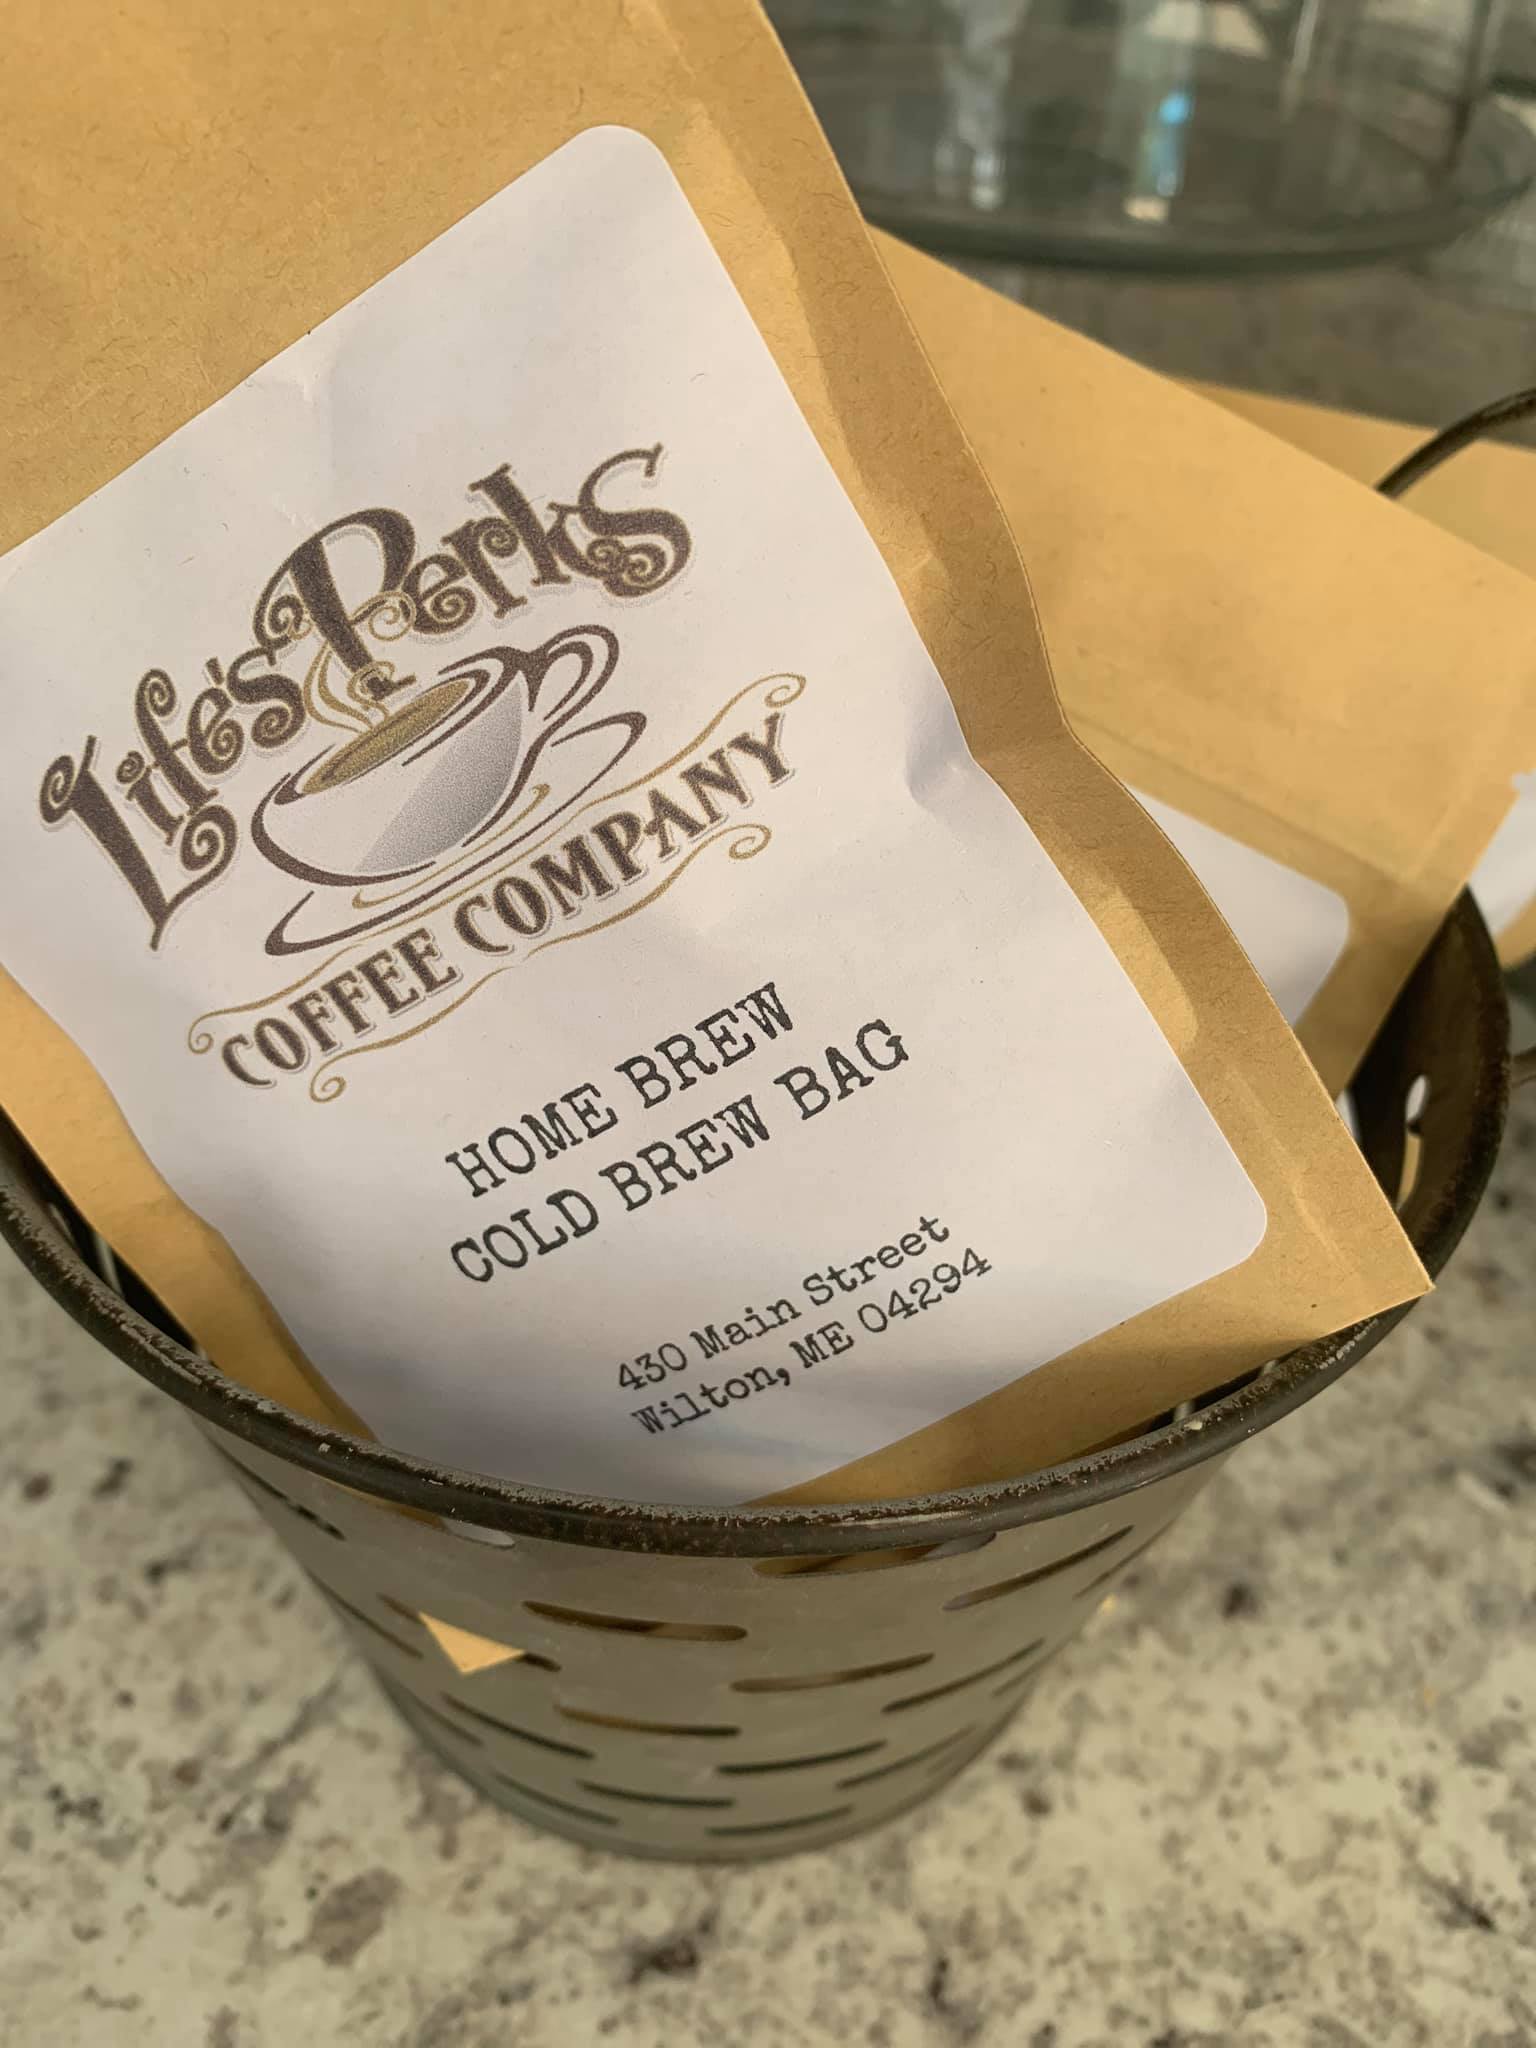 Life's Perks
COFFEE COMPANY
HOME BREW
COLD BREW BAG
430 Main Street
Wilton, ME 04294